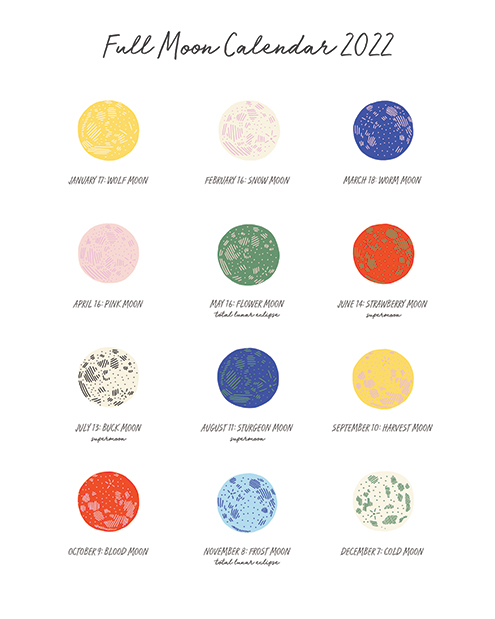 Full Moon Calendar 2022
JANUARY 17: WOLF MOON
FEBRUARY 16: SNOW MOON
MARCH 18: WORM MOON
APRIL 16: PINK MOON
MAY 16: FLOWER MOON
total lunar eclipse
JUNE 14: STRAWBERRY MOON
supermoon
JULY 13: BUCK MOON
supermoon
AUGUST 11: STURGEON MOON
supermoon
SEPTEMBER 10: HARVEST MOON
OCTOBER 9: BLOOD MOON
NOVEMBER 8: FROST MOON
total lunar eclipse
DECEMBER 7: COLD MOON